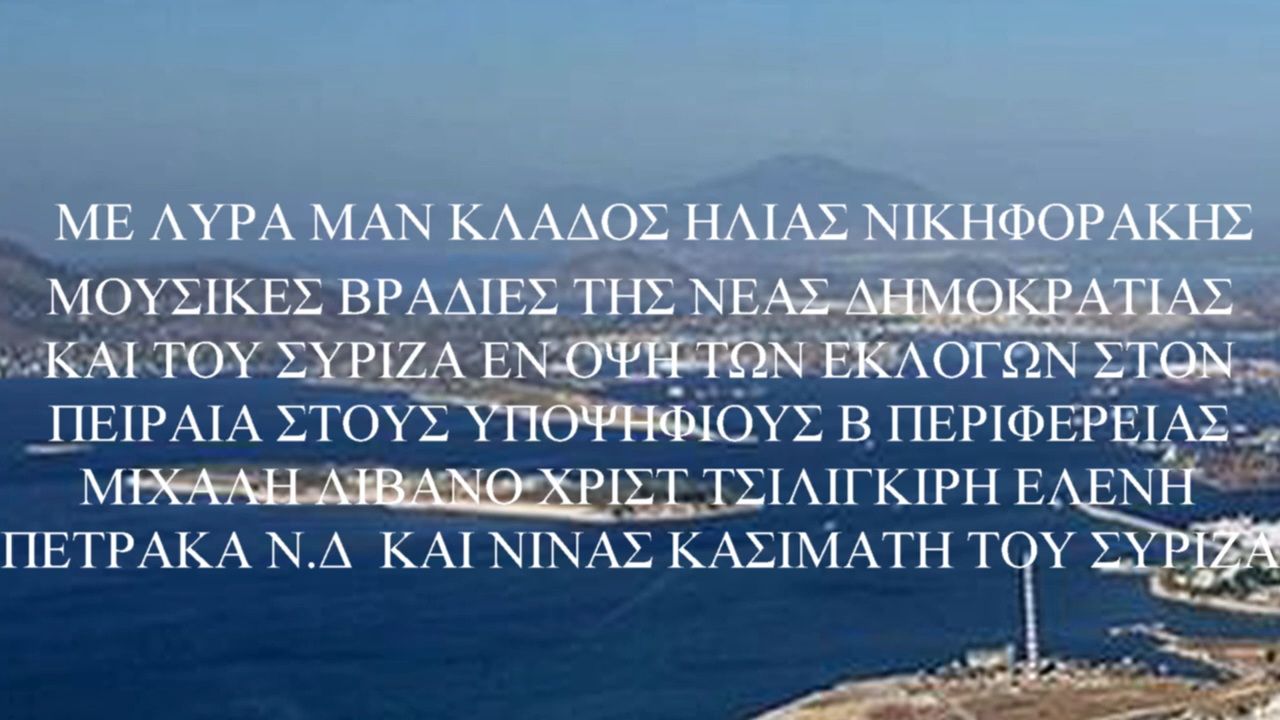 ΜΕ ΛΥΡΑ ΜΑΝ ΚΛΑΔΟΣ ΗΛΙΑΣ ΝΙΚΗΦΟΡΑΚΗΣ
ΜΟΥΣΙΚΕΣ ΒΡΑΔΙΕΣ ΤΗΣ ΝΕΑΣ ΔΗΜΟΚΡΑΤΙΑΣ
ΚΑΙ ΤΟΥ ΣΥΡΙΖΑ ΕΝ ΟΨΗ ΤΩΝ ΕΚΛΟΓΩΝ ΣΤΟΝ
ΠΕΙΡΑΙΑ ΣΤΟΥΣ ΥΠΟΨΗΦΙΟΥΣ Β ΠΕΡΙΦΕΡΕΙΑΣ
ΜΙΧΑΛΗ ΛΙΒΑΝΟ ΧΡΙΣΤ ΤΣΙΛΙΓΚΙΡΗ ΕΛΕΝΗ
ΠΕΤΡΑΚΑ Ν.Δ ΚΑΙ ΝΙΝΑΣ ΚΑΣΙΜΑΤΗ ΤΟΥ ΣΥΡΙΖΑ